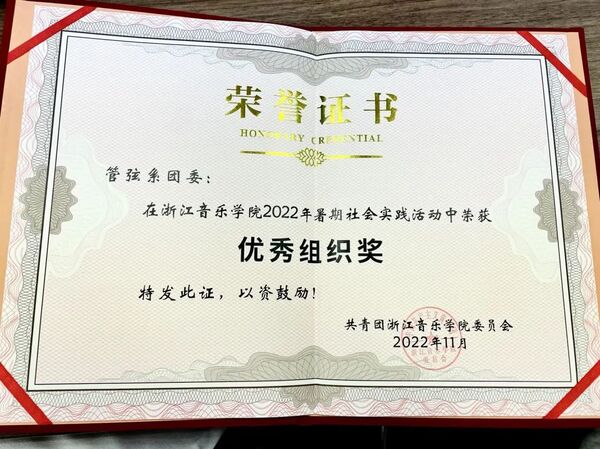 荣誉证书
HONORARY CREDENTIAL
管弦系团委：
在浙江音乐学院2022年暑期社会实践活动中荣获
优秀组织奖
特发此证，以资鼓励！
共青团浙江音乐学院委员会
2022年11月